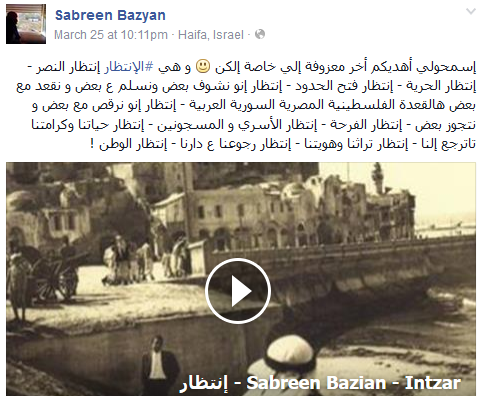 Sabreen Bazyan
March 25 at 10:11pm · Haifa, Israel ·
إسمحولي أهديكم أخر معزوفة إلي خاصة إلكن 🙂 و هي #الإنتظار إنتظار النصر -
إنتظار الحرية - إنتظار فتح الحدود - إنتظار إنو نشوف بعض ونسلم ع بعض و نقعد مع
بعض هالقعدة الفلسطينية المصرية السورية العربية - إنتظار إنو نرقص مع بعض و
نتجوز بعض - إنتظار الفرحة - إنتظار الأسري و المسجونين - إنتظار حياتنا وكرامتنا
تاترجع إلنا - إنتظار تراثنا وهويتنا - إنتظار رجوعنا ع دارنا - إنتظار الوطن !
إنتظار - Sabreen Bazian - Intzar